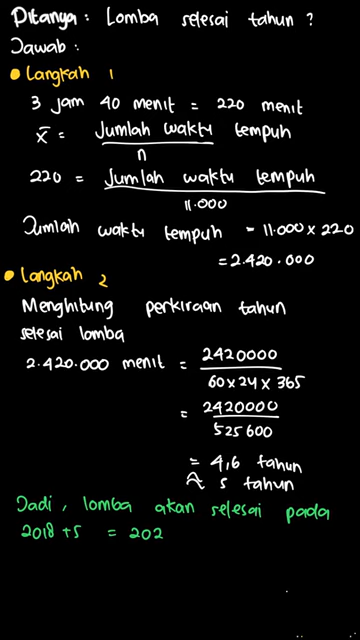 Ditanya: Lomba selesai tahun ?
Jawab:
• Langkah 1
3 jam 40 menit = 220 menit
x̄ = Jumlah waktu tempuh / n
220 = Jumlah waktu tempuh / 11.000
Jumlah waktu tempuh = 11.000 x 220
= 2.420.000
• Langkah 2
Menghitung perkiraan tahun
selesai lomba
2.420.000 menit = 2420000 / 60 x 24 x 365
= 2420000 / 525600
= 4,6 tahun
≈ 5 tahun
Jadi, lomba akan selesai pada
2018 + 5 = 202